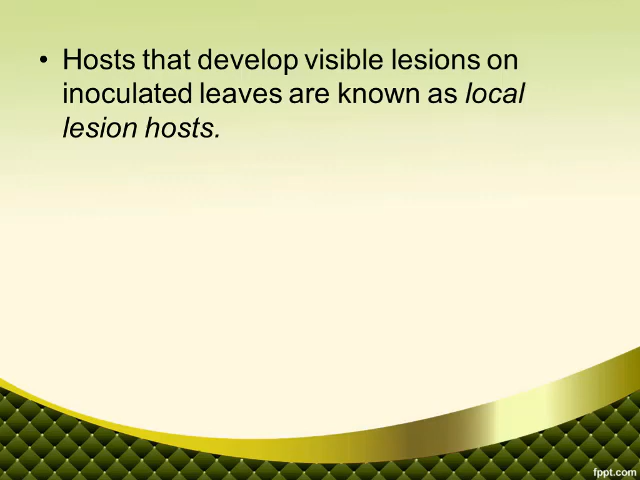 • Hosts that develop visible lesions on
inoculated leaves are known as local
lesion hosts.
fppt.com